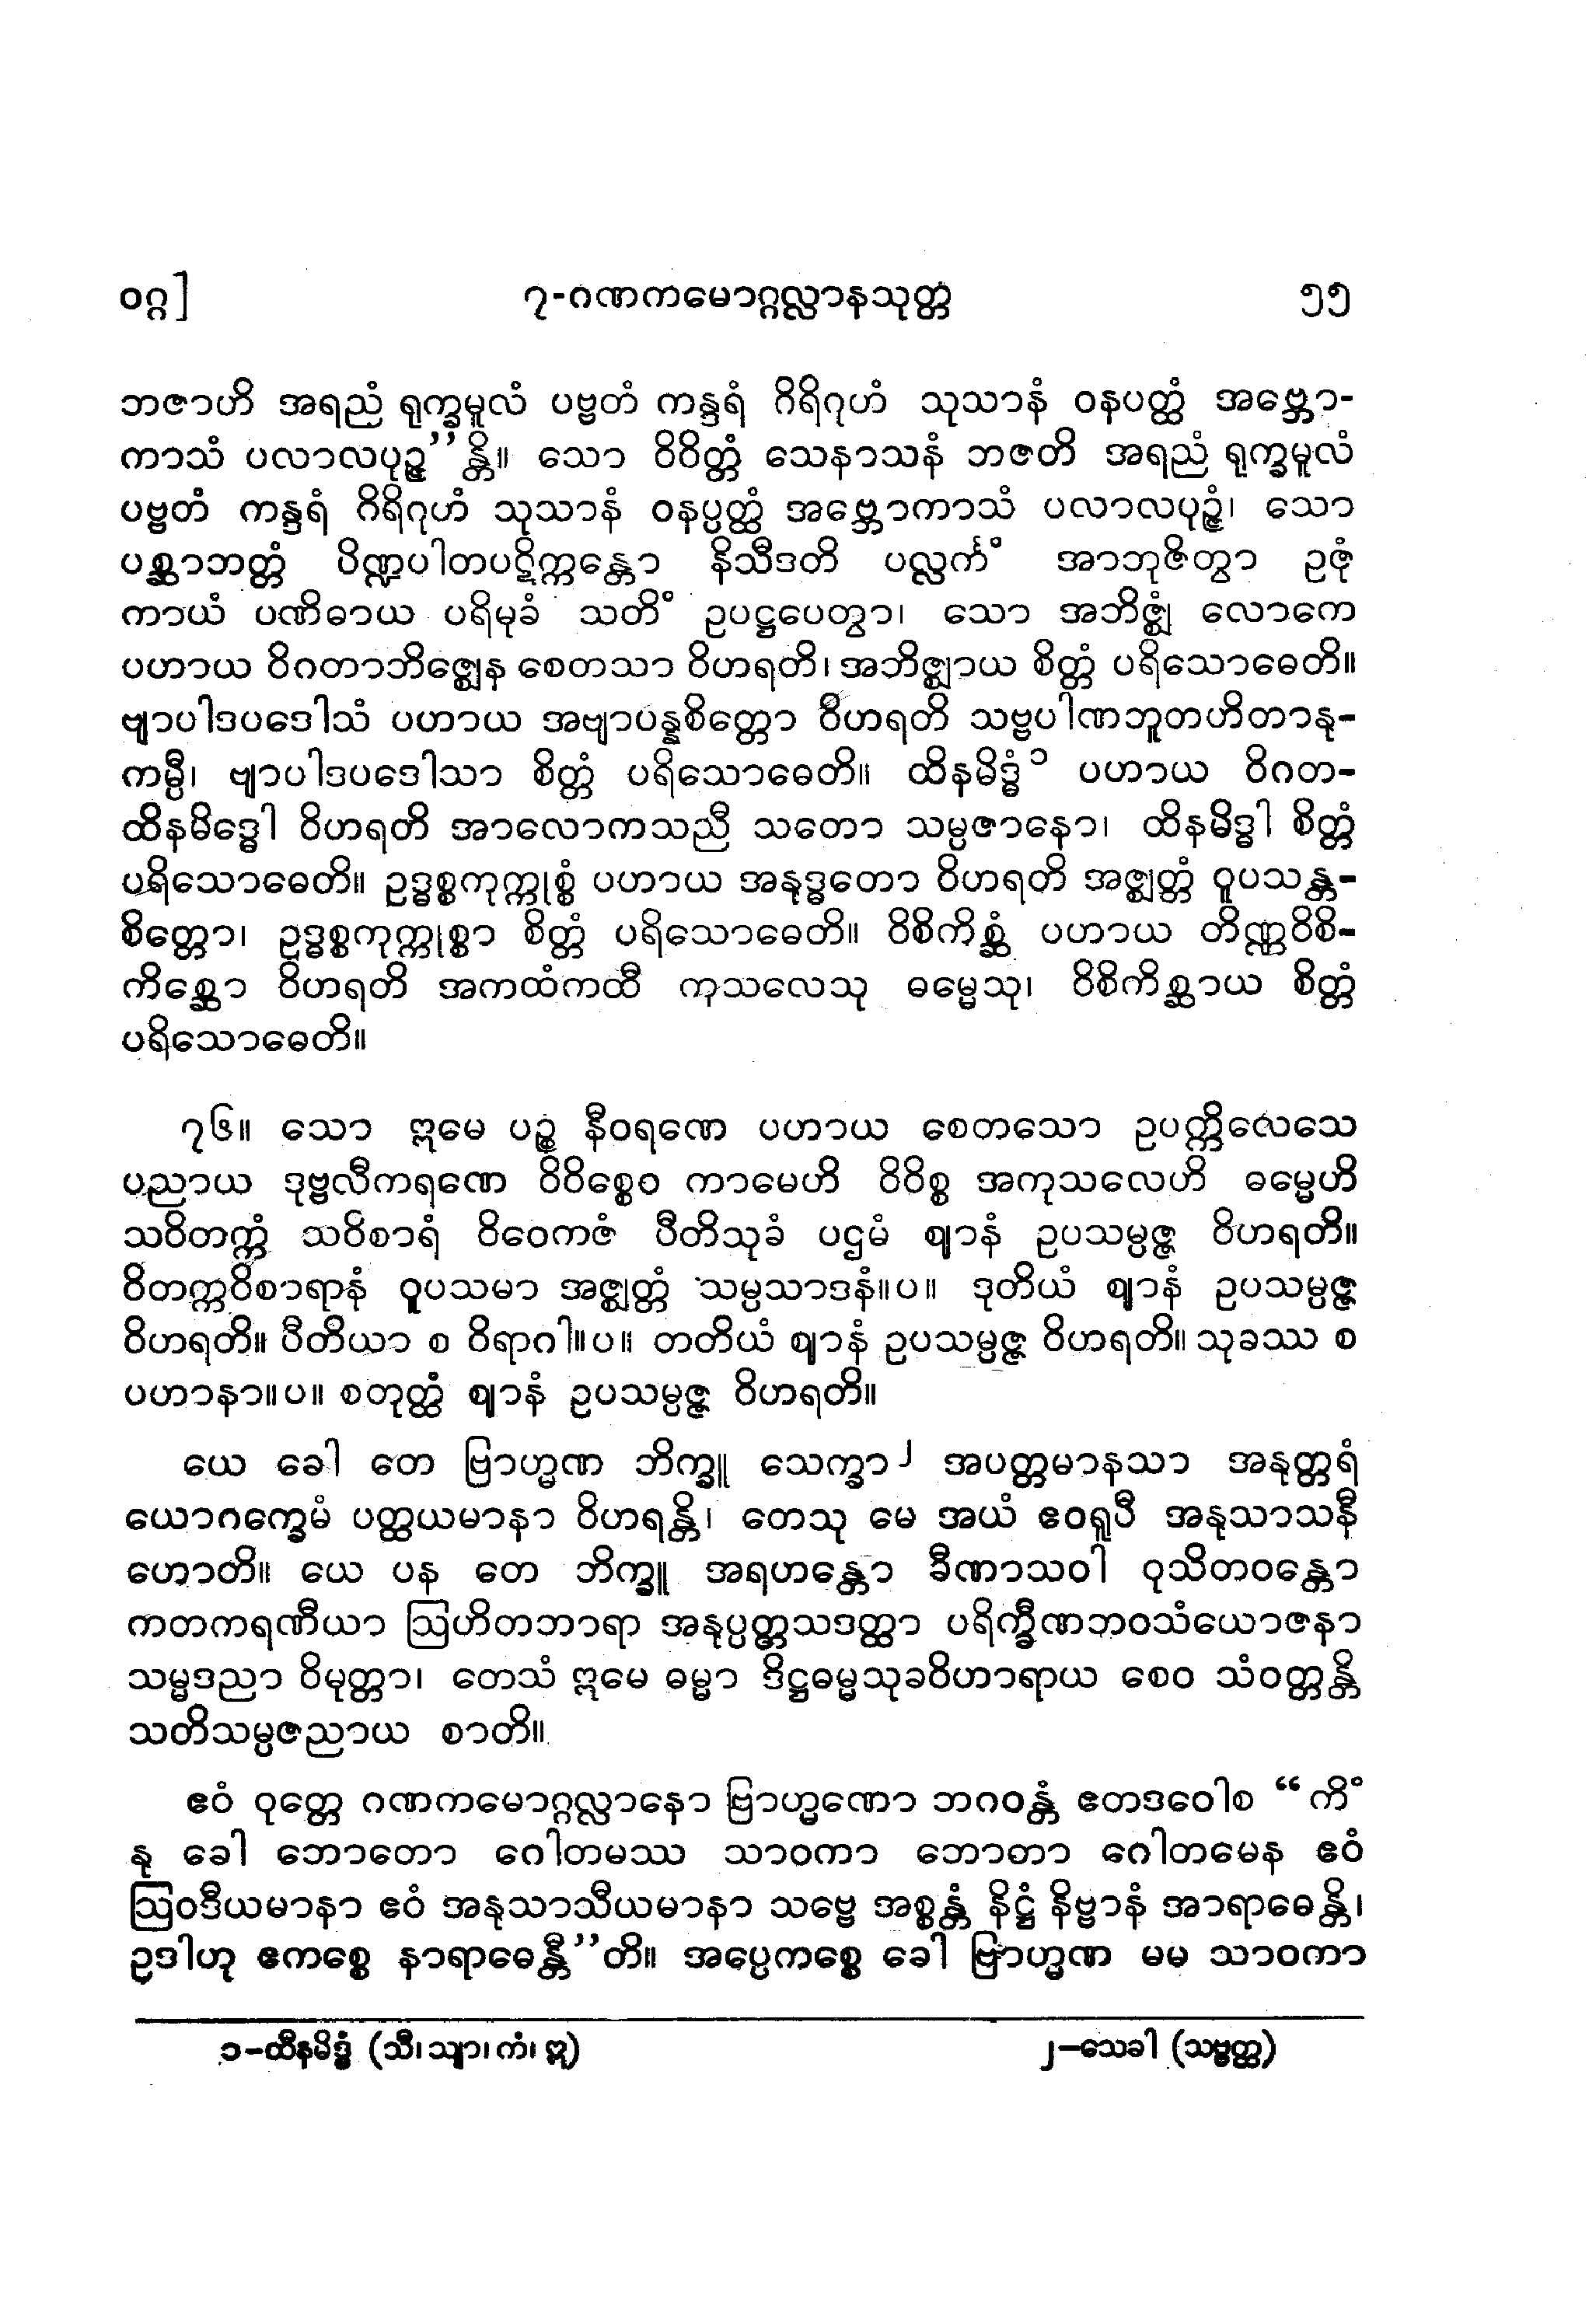 ဝဂ္ဂ]	၇-ဂဏကမောဂ္ဂလ္လာနသုတ္တ	၅၅
ဘဇာဟိ အရညံ ရုက္ခမူလံ ပဗ္ဗတံ ကန္ဒရံ ဂိရိဂုဟံ သုသာနံ ဝနပတ္ထံ အဗ္ဘော-
ကာသံ ပလာလပုဉ္ဇ”န္တိ။ သော ဝိဝိတ္တံ သေနာသနံ ဘဇတိ အရညံ ရုက္ခမူလံ
ပဗ္ဗတံ ကန္ဒရံ ဂိရိဂုဟံ သုသာနံ ဝနပ္ပတ္ထံ အဗ္ဘောကာသံ ပလာလပုဉ္ဇံ၊ သော
ပစ္ဆာဘတ္တံ ပိဏ္ဍပါတပဋိက္ကန္တော နိသီဒတိ ပလ္လင်္ကံ အာဘုဇိတွာ ဥဇုံ
ကာယံ ပဏိဓာယ ပရိမုခံ သတိံ ဥပဋ္ဌပေတွာ၊ သော အဘိဇ္ဈံ လောကေ
ပဟာယ ဝိဂတာဘိဇ္ဈေန စေတသာ ဝိဟရတိ၊ အဘိဇ္ဈာယ စိတ္တံ ပရိသောဓေတိ။
ဗျာပါဒပဒေါသံ ပဟာယ အဗျာပန္နစိတ္တော ဝိဟရတိ သဗ္ဗပါဏဘူတဟိတာနု-
ကမ္ပီ၊ ဗျာပါဒပဒေါသာ စိတ္တံ ပရိသောဓေတိ။ ထိနမိဒ္ဓံ၁ ပဟာယ ဝိဂတ-
ထိနမိဒ္ဓေါ ဝိဟရတိ အာလောကသညီ သတော သမ္ပဇာနော၊ ထိနမိဒ္ဓါ စိတ္တံ
ပရိသောဓေတိ။ ဥဒ္ဓစ္စကုက္ကုစ္စံ ပဟာယ အနုဒ္ဓတော ဝိဟရတိ အဇ္ဈတ္တံ ဝူပသန္တ-
စိတ္တော၊ ဥဒ္ဓစ္စကုက္ကုစ္စာ စိတ္တံ ပရိသောဓေတိ။ ဝိစိကိစ္ဆံ ပဟာယ တိဏ္ဏဝိစိ-
ကိစ္ဆော ဝိဟရတိ အကထံကထီ ကုသလေသု ဓမ္မေသု၊ ဝိစိကိစ္ဆာယ စိတ္တံ
ပရိသောဓေတိ။
၇၆။ သော ဣမေ ပဉ္စ နီဝရဏေ ပဟာယ စေတသော ဥပက္ကိလေသေ
ပညာယ ဒုဗ္ဗလီကရဏေ ဝိဝိစ္စေဝ ကာမေဟိ ဝိဝိစ္စ အကုသလေဟိ ဓမ္မေဟိ
သဝိတက္ကံ သဝိစာရံ ဝိဝေကဇံ ပီတိသုခံ ပဌမံ ဈာနံ ဥပသမ္ပဇ္ဇ ဝိဟရတိ။
ဝိတက္ကဝိစာရာနံ ဝူပသမာ အဇ္ဈတ္တံ သမ္ပသာဒနံ။ပ။ ဒုတိယံ ဈာနံ ဥပသမ္ပဇ္ဇ
ဝိဟရတိ။ ပီတိယာ စ ဝိရာဂါ။ပ။ တတိယံ ဈာနံ ဥပသမ္ပဇ္ဇ ဝိဟရတိ။ သုခဿ စ
ပဟာနာ။ပ။ စတုတ္ထံ ဈာနံ ဥပသမ္ပဇ္ဇ ဝိဟရတိ။
ယေ ခေါ တေ ဗြာဟ္မဏ ဘိက္ခူ သေက္ခာ၂ အပတ္တမာနသာ အနုတ္တရံ
ယောဂက္ခေမံ ပတ္ထယမာနာ ဝိဟရန္တိ၊ တေသု မေ အယံ ဧဝရူပီ အနုသာသနီ
ဟောတိ။ ယေ ပန တေ ဘိက္ခူ အရဟန္တော ခီဏာသဝါ ဝုသိတဝန္တော
ကတကရဏီယာ ဩဟိတဘာရာ အနုပ္ပတ္တသဒတ္ထာ ပရိက္ခီဏဘဝသံယောဇနာ
သမ္မဒညာ ဝိမုတ္တာ၊ တေသံ ဣမေ ဓမ္မာ ဒိဋ္ဌဓမ္မသုခဝိဟာရာယ စေဝ သံဝတ္တန္တိ
သတိသမ္ပဇညာယ စာတိ။
ဧဝံ ဝုတ္တေ ဂဏကမောဂ္ဂလ္လာနော ဗြာဟ္မဏော ဘဂဝန္တံ ဧတဒဝေါစ “ကိံ
နု ခေါ ဘောတော ဂေါတမဿ သာဝကာ ဘောတာ ဂေါတမေန ဧဝံ
ဩဝဒီယမာနာ ဧဝံ အနုသာသီယမာနာ သဗ္ဗေ အစ္စန္တံ နိဋ္ဌံ နိဗ္ဗာနံ အာရာဓေန္တိ၊
ဥဒါဟု ဧကစ္စေ နာရာဓေန္တီ”တိ။ အပ္ပေကစ္စေ ခေါ ဗြာဟ္မဏ မမ သာဝကာ
၁-ထီနမိဒ္ဓံ (သီ၊ သျာ၊ ကံ၊ ဣ)	၂-သေခါ (သဗ္ဗတ္ထ)